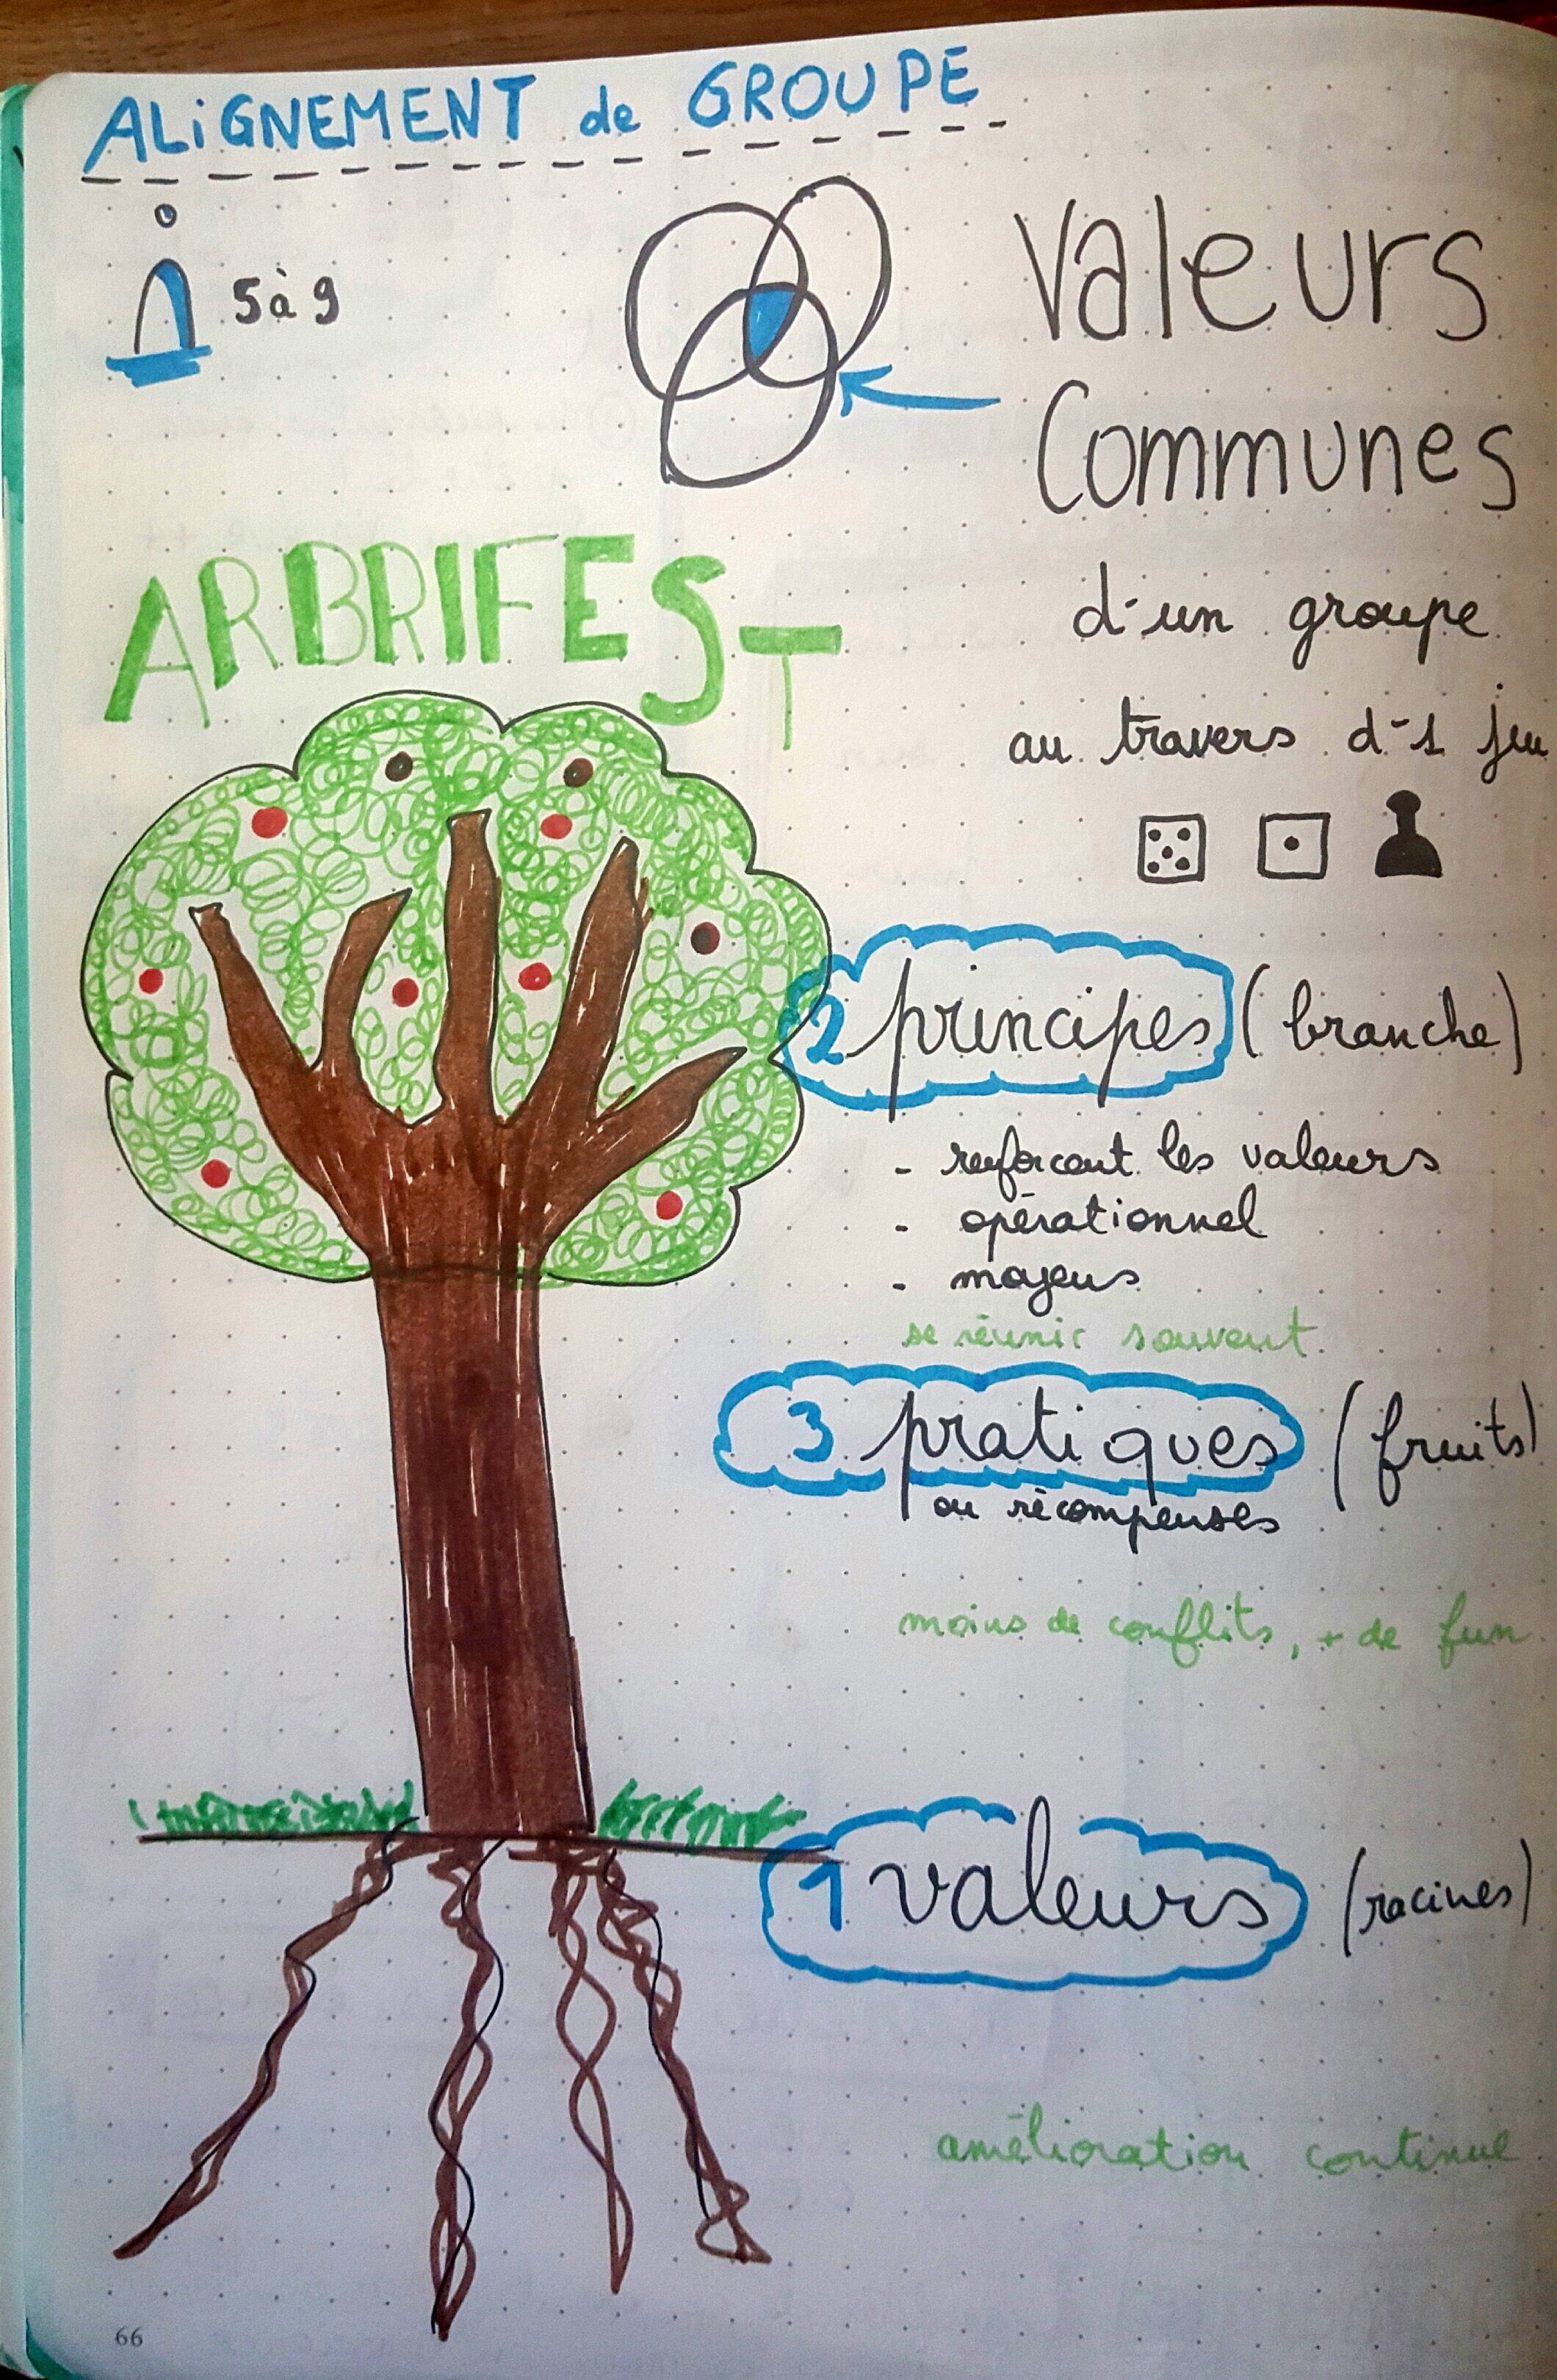 ALiGNEMENT de GROUPE
5 à 9
Valeurs
Communes
d'un groupe
au travers d'1 jeu
ARBRIFEST
2 principes (branche)
- renforcent les valeurs
- opérationnel
- moyens
se réunir souvent.
3 pratiques (fruits)
ou récompenses
moins de conflits, + de fun.
1 valeurs (racines)
amélioration continue
66